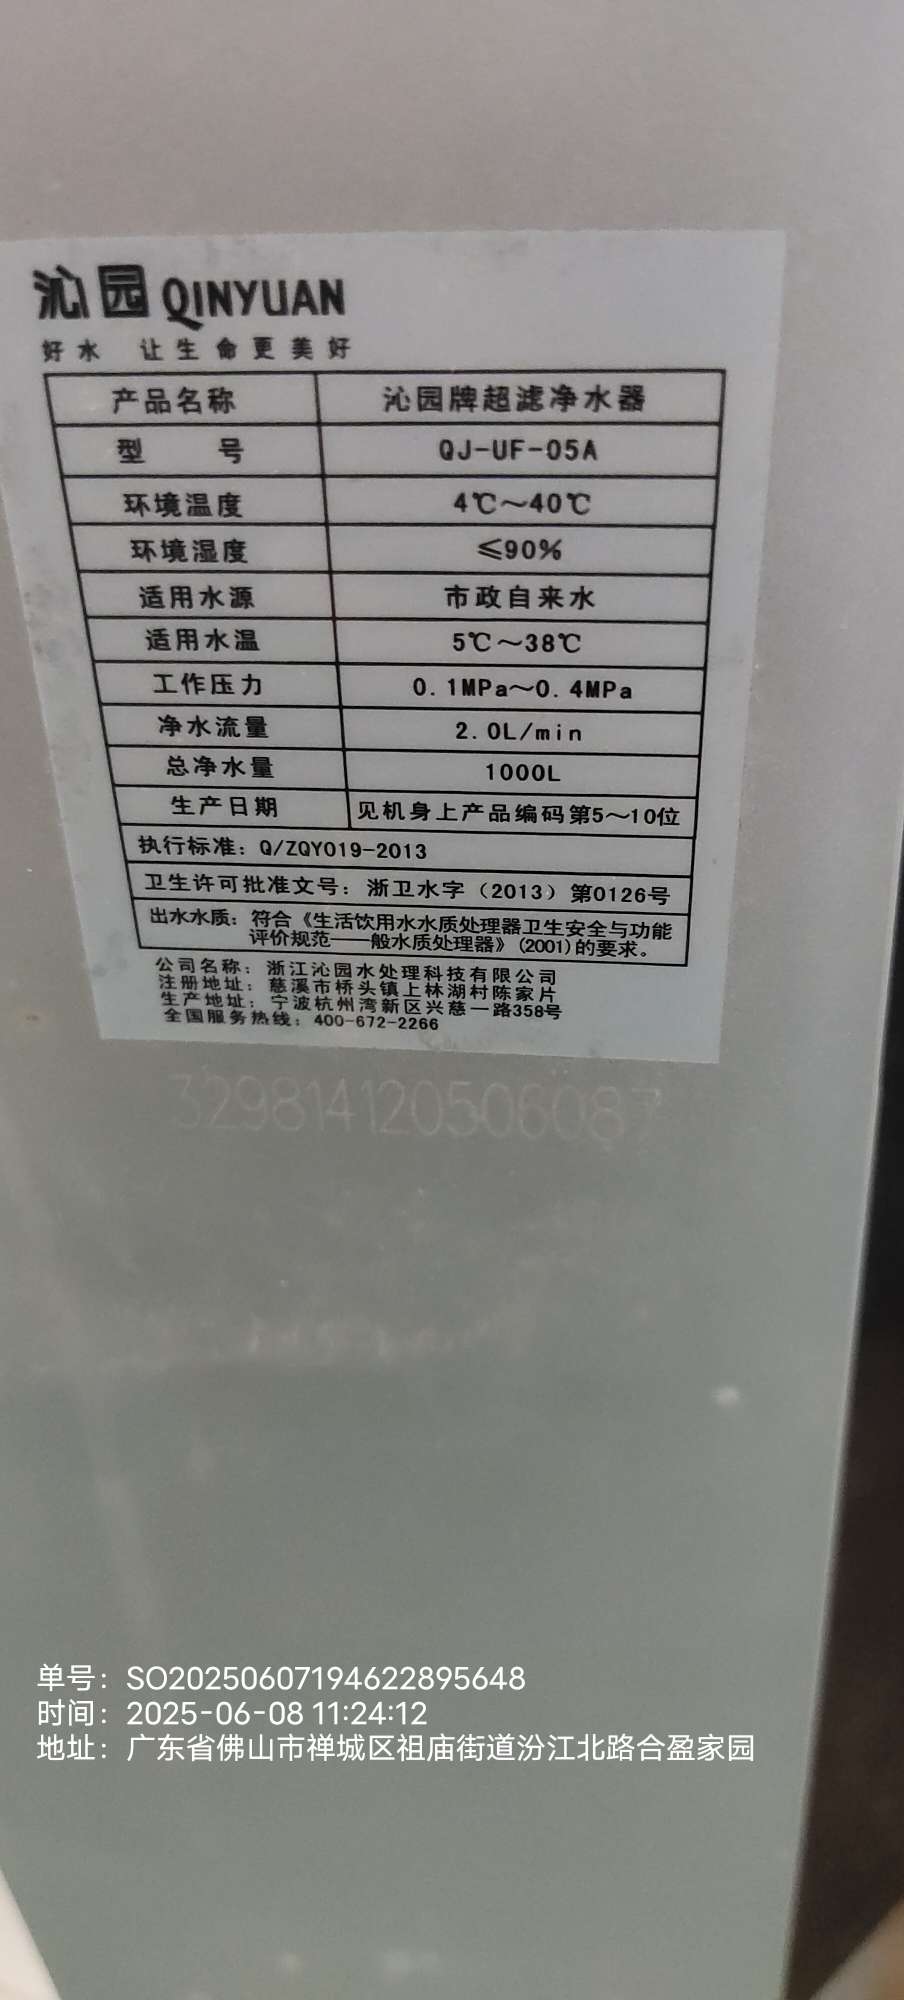 沁园 QINYUAN
好水 让生命更美好
产品名称 沁园牌超滤净水器
型 号 QJ-UF-05A
环境温度 4℃～40℃
环境湿度 ≤90%
适用水源 市政自来水
适用水温 5℃～38℃
工作压力 0.1MPa～0.4MPa
净水流量 2.0L/min
总净水量 1000L
生产日期 见机身上产品编码第5～10位
执行标准：Q/ZQY019-2013
卫生许可批准文号：浙卫水字（2013）第0126号
出水水质：符合《生活饮用水水质处理器卫生安全与功能
评价规范——般水质处理器》(2001)的要求。
公司名称：浙江沁园水处理科技有限公司
注册地址：慈溪市桥头镇上林湖村陈家片
生产地址：宁波杭州湾新区兴慈一路358号
全国服务热线：400-672-2266
329814120506087
单号：SO20250607194622895648
时间：2025-06-08 11:24:12
地址：广东省佛山市禅城区祖庙街道汾江北路合盈家园